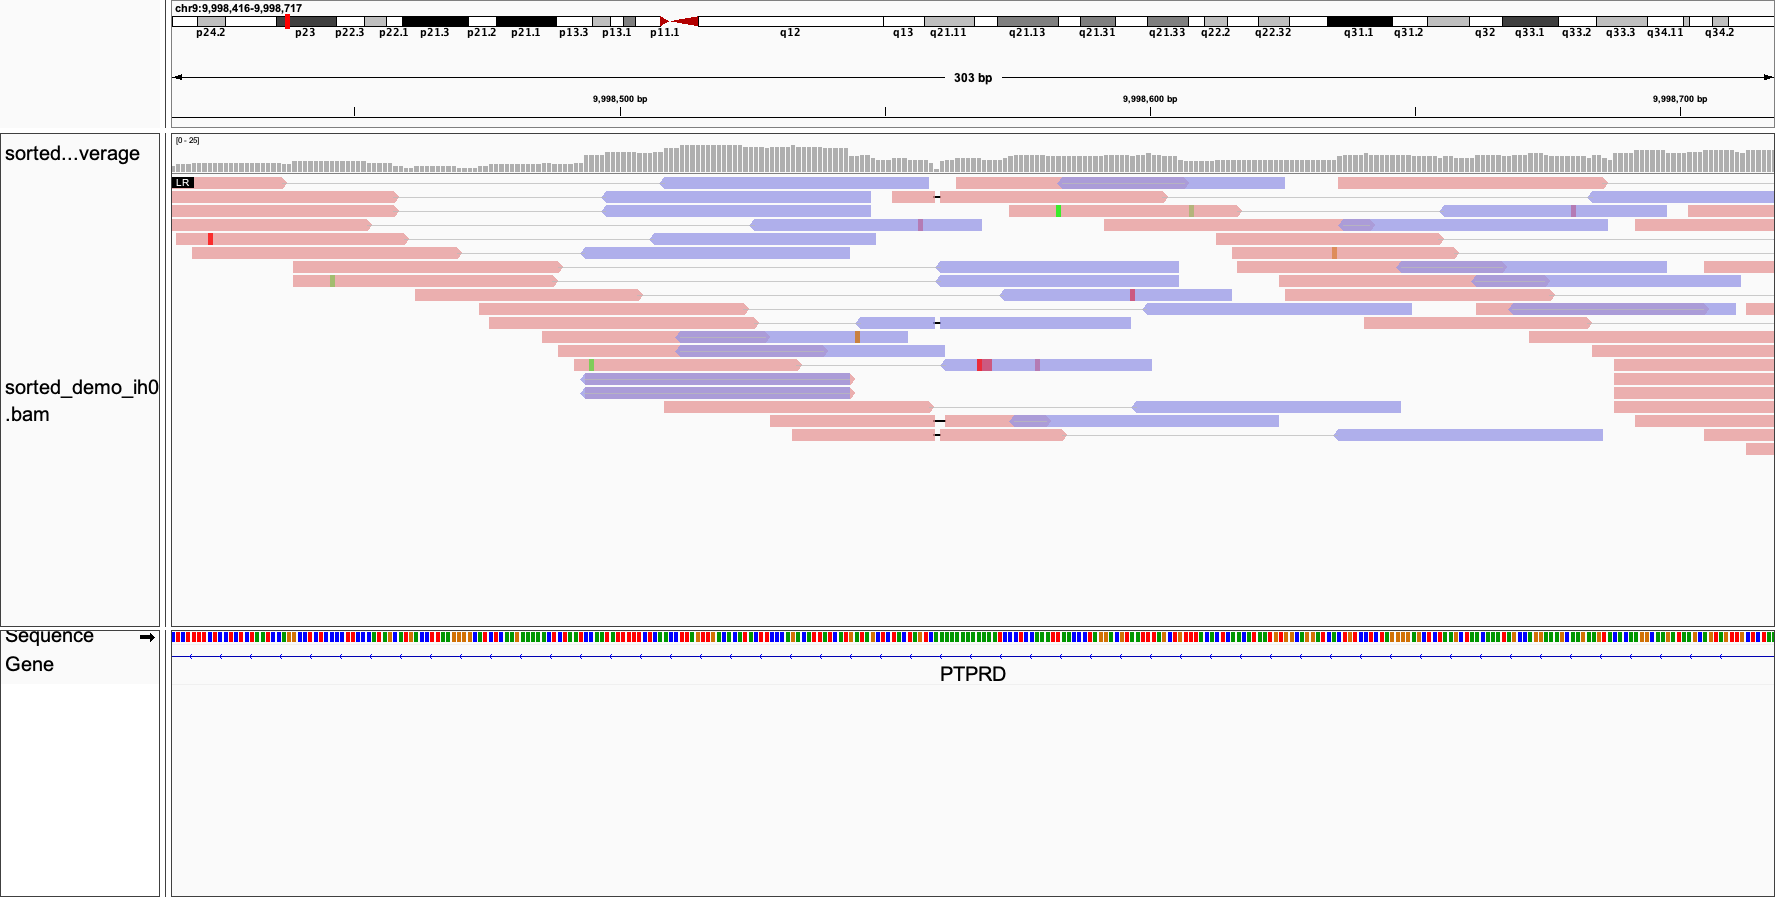 chr9:9,998,416-9,998,717
p24.2 p23 p22.3 p22.1 p21.3 p21.2 p21.1 p13.3 p13.1 p11.1 q12 q13 q21.11 q21.13 q21.31 q21.33 q22.2 q22.32 q31.1 q31.2 q32 q33.1 q33.2 q33.3 q34.11 q34.2
303 bp
9,998,500 bp 9,998,600 bp 9,998,700 bp
sorted...verage
[0 - 25]
LR
sorted_demo_ih0
.bam
Sequence
Gene
PTPRD